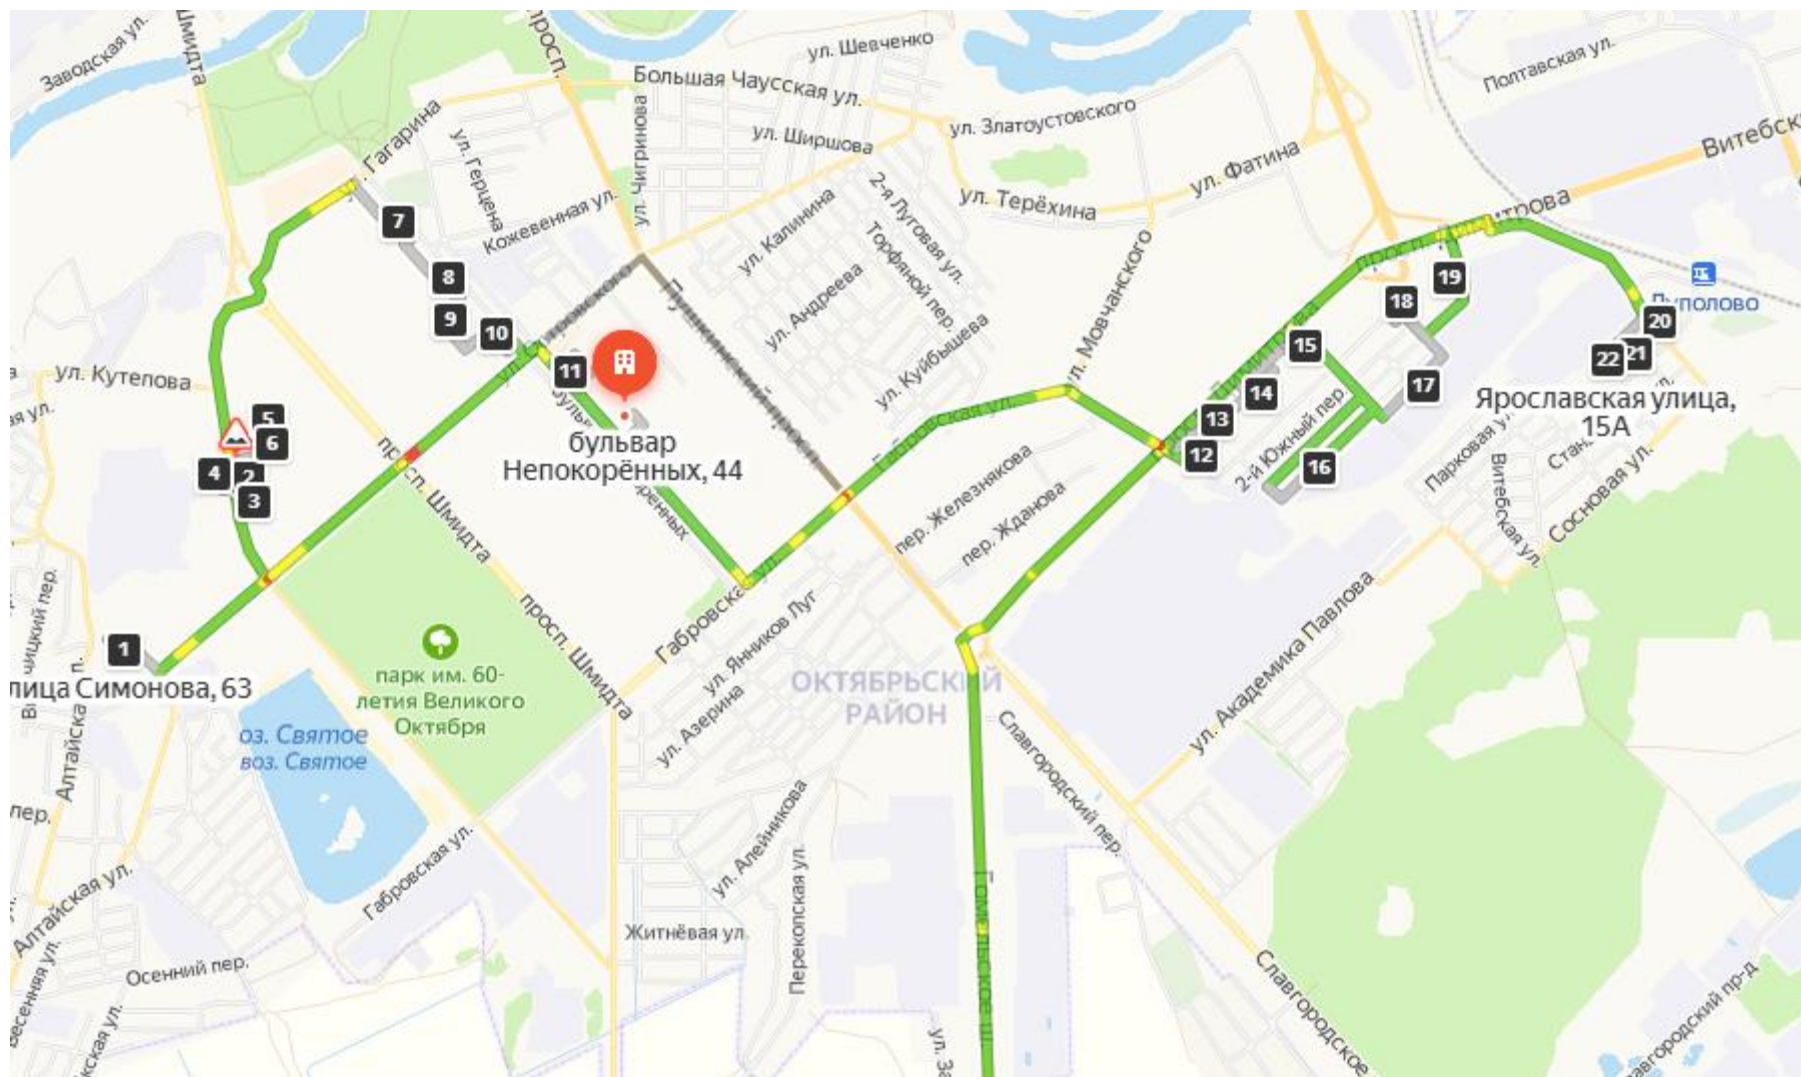 Заводская ул.
Шмидта
просп.
ул. Шевченко
Большая Чаусская ул.
Полтавская ул.
ул. Гагарина
ул. Герцена
ул. Чигринова
ул. Ширшова
ул. Златоустовского
Витебск
ул. Фатина
2-я Луговая ул.
ул. Терёхина
Кожевенная ул.
ул. Калинина
Торфяной пер.
ул. Мовчанского
7
8
9
10
19
18
20
21
22
ул. Андреева
ул. Куйбышева
Пушкинский просп.
11
15
14
13
12
17
16
ул. Кутепова
5
6
4
2
3
бульвар
Непокорённых, 44
Габровская ул.
2-й Южный пер.
Ярославская улица,
15А
Парковая ул.
Витебская ул.
Сосновая ул.
просп. Шмидта
пер. Железнякова
пер. Жданова
1
лица Симонова, 63
парк им. 60-
летия Великого
Октября
просп. Шмидта
Габровская ул.
ул. Янников Луг
ул. Азерина
ОКТЯБРЬСКИЙ
РАЙОН
ул. Академика Павлова
оз. Святое
воз. Святое
Славгородский пер.
пер.
Алтайская ул.
Габровская ул.
ул. Алейникова
Перекопская ул.
Житнёвая ул.
Гомельское ш.
Осенний пер.
Славгородское